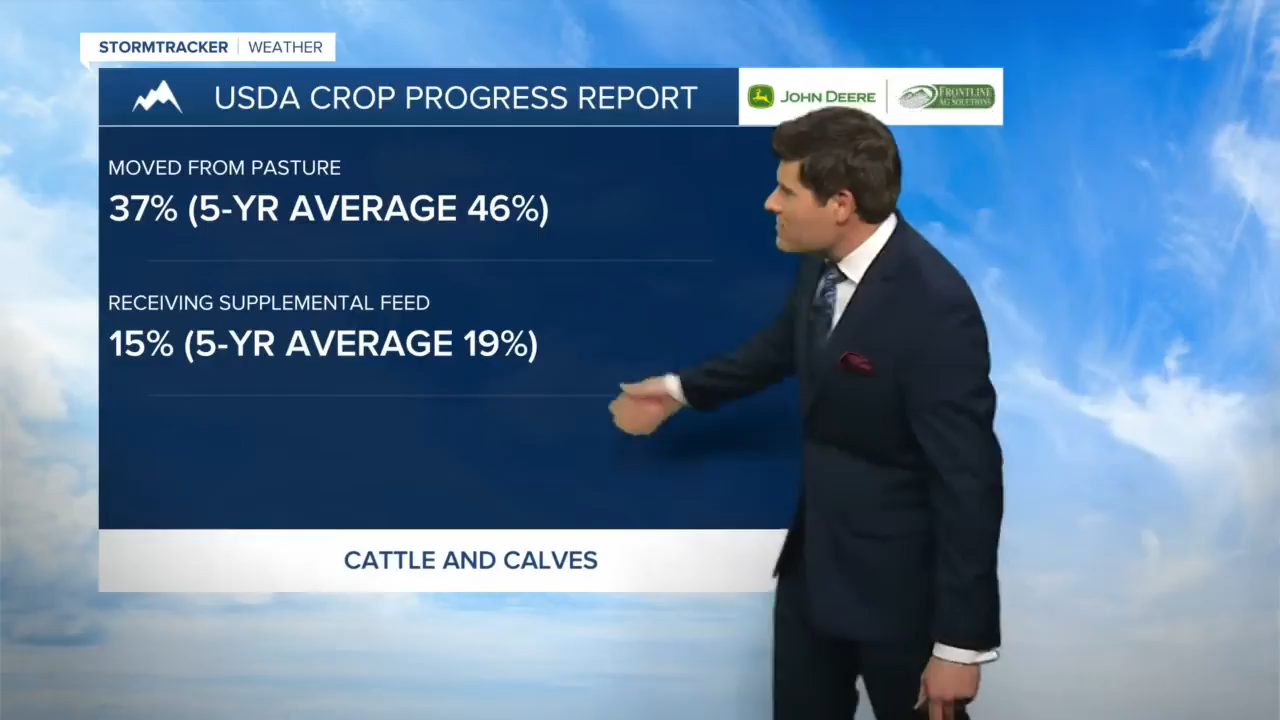 STORMTRACKER | WEATHER
USDA CROP PROGRESS REPORT
JOHN DEERE
FRONTLINE
AG SOLUTIONS
MOVED FROM PASTURE
37% (5-YR AVERAGE 46%)
RECEIVING SUPPLEMENTAL FEED
15% (5-YR AVERAGE 19%)
CATTLE AND CALVES